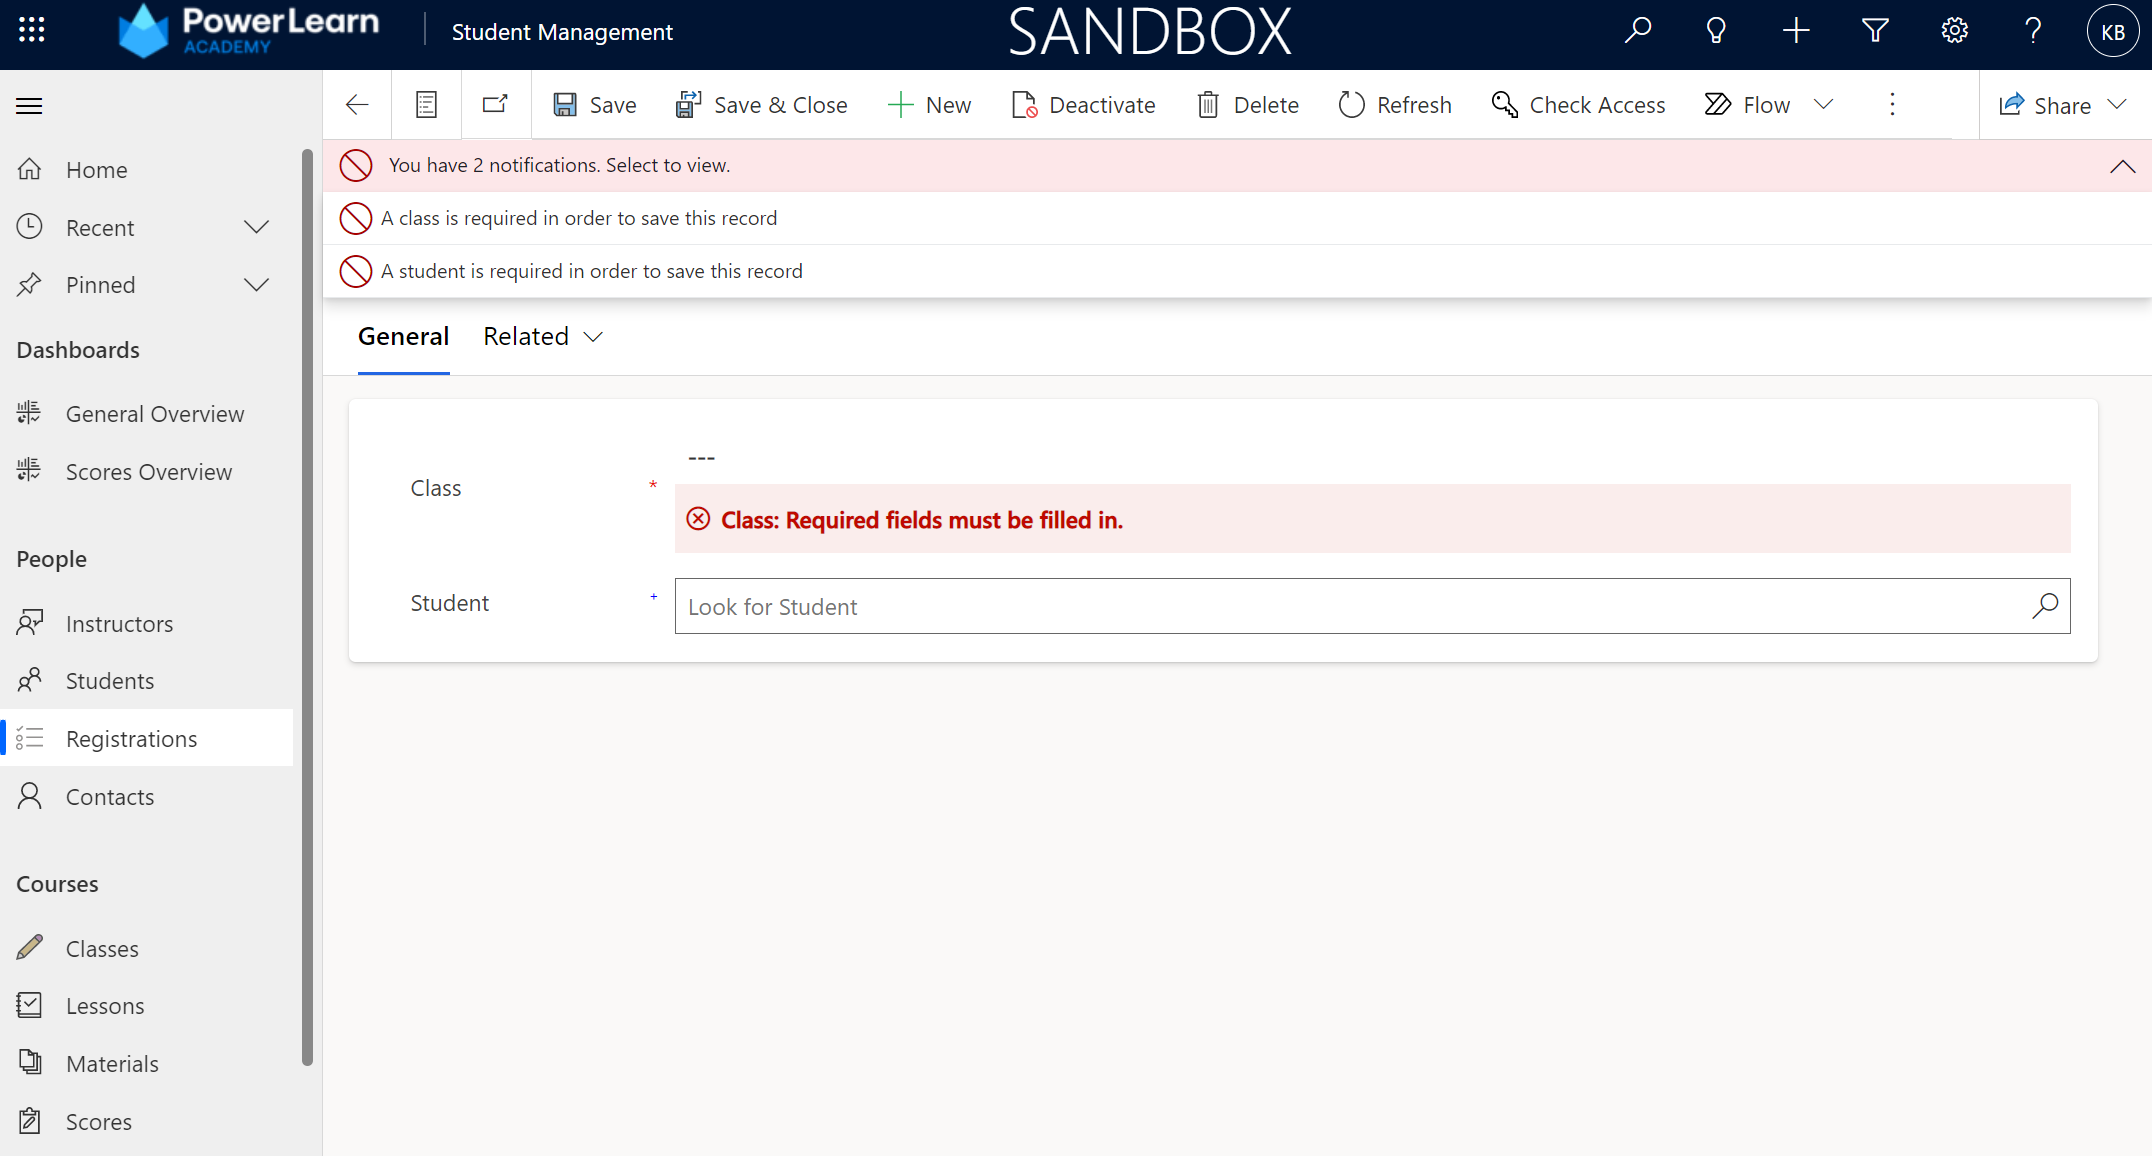 PowerLearn
ACADEMY
Student Management
SANDBOX
KB
Save
Save & Close
New
Deactivate
Delete
Refresh
Check Access
Flow
Share
You have 2 notifications. Select to view.
A class is required in order to save this record
A student is required in order to save this record
Home
Recent
Pinned
Dashboards
General Overview
Scores Overview
People
Instructors
Students
Registrations
Contacts
Courses
Classes
Lessons
Materials
Scores
General
Related
---
Class *
Class: Required fields must be filled in.
Student +
Look for Student